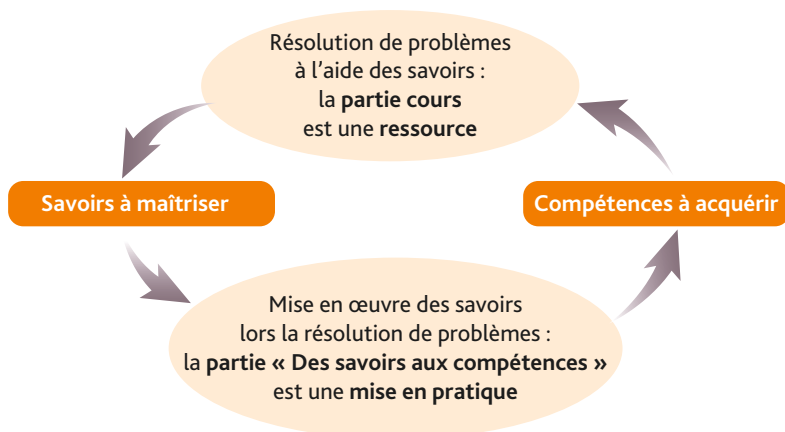 Résolution de problèmes
à l’aide des savoirs :
la partie cours
est une ressource
Savoirs à maîtriser
Compétences à acquérir
Mise en œuvre des savoirs
lors la résolution de problèmes :
la partie « Des savoirs aux compétences »
est une mise en pratique